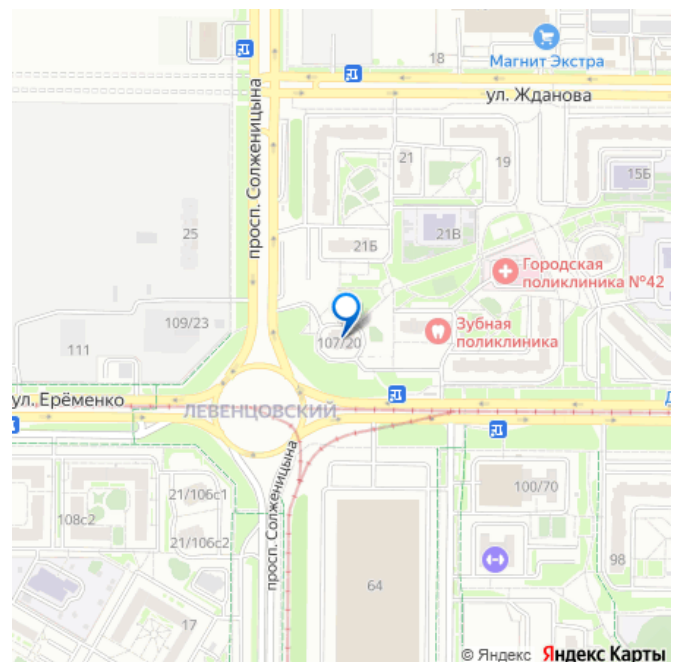 18
Магнит Экстра
ул. Жданова
просп. Солженицына
21
19
15Б
25
21Б
21В
Городская
поликлиника №42
109/23
111
107/20
Зубная
поликлиника
ул. Ерёменко
ЛЕВЕНЦОВСКИЙ
просп. Солженицына
21/106с1
100/70
108с2
21/106с2
98
64
17
© Яндекс Яндекс Карты